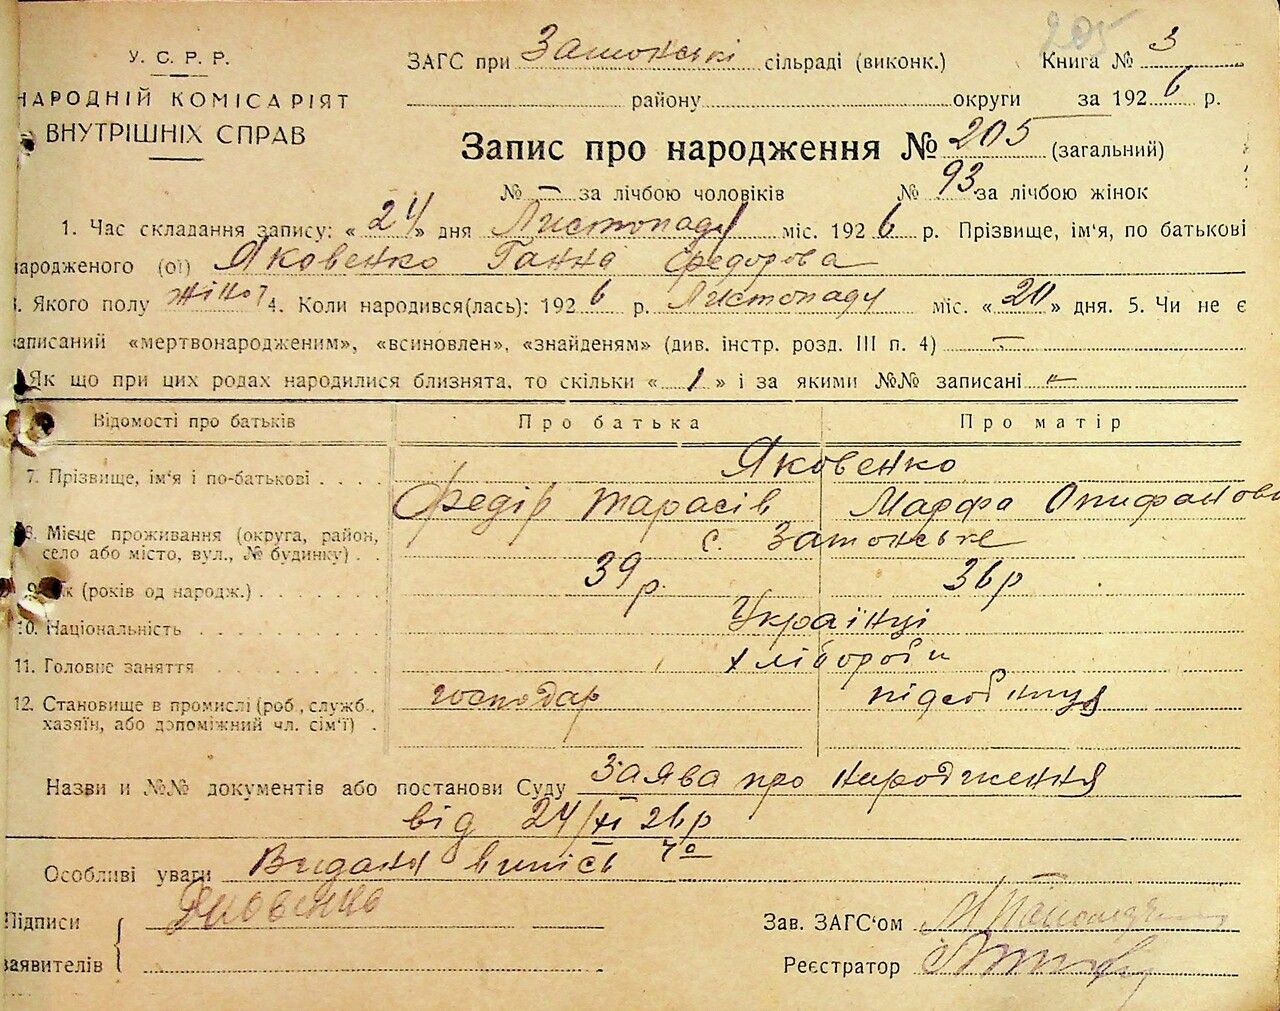 205
У. С. Р. Р.
НАРОДНІЙ КОМІСАРІЯТ
ВНУТРІШНІХ СПРАВ
ЗАГС при Затонські сільраді (виконк.) Книга № 3
району округи за 1926 р.
Запис про народження № 205 (загальний)
№ — за лічбою чоловіків № 93 за лічбою жінок
1. Час складання запису: « 24 » дня Листопаду міс. 1926 р. Прізвище, ім'я, по батькові
народженого (ої) Яковенко Ганна Федорова
3. Якого полу жіноч 4. Коли народився(лась): 1926 р. Листопаду міс. « 20 » дня. 5. Чи не є
записаний «мертвонародженим», «всиновлен», «знайденям» (див. інстр. розд. III п. 4) —
Як що при цих родах народилися близнята, то скільки « 1 » і за якими №№ записані „
Відомості про батьків Про батька Про матір
7. Прізвище, ім'я і по-батькові . . . . Яковенко
Федір Тарасів Марфа Опифанова
8. Місце проживання (округа, район,
село або місто, вул., № будинку) . с. Затонське
9. Вік (років од народж.) . . . . . . . 39 р. 36 р
10. Національність . . . . . . . . . . Українці
11. Головне заняття . . . . . . . . . хлібороби
12. Становище в промислі (роб., служб., господар підсобниця
хазяїн, або допоміжний чл. сім'ї) .
Назви и №№ документів або постанови Суду Заява про народження
від 24/XI 26 р
Особливі уваги Видани випісь
Підписи Яковенко Зав. ЗАГС'ом
заявителів Реєстратор